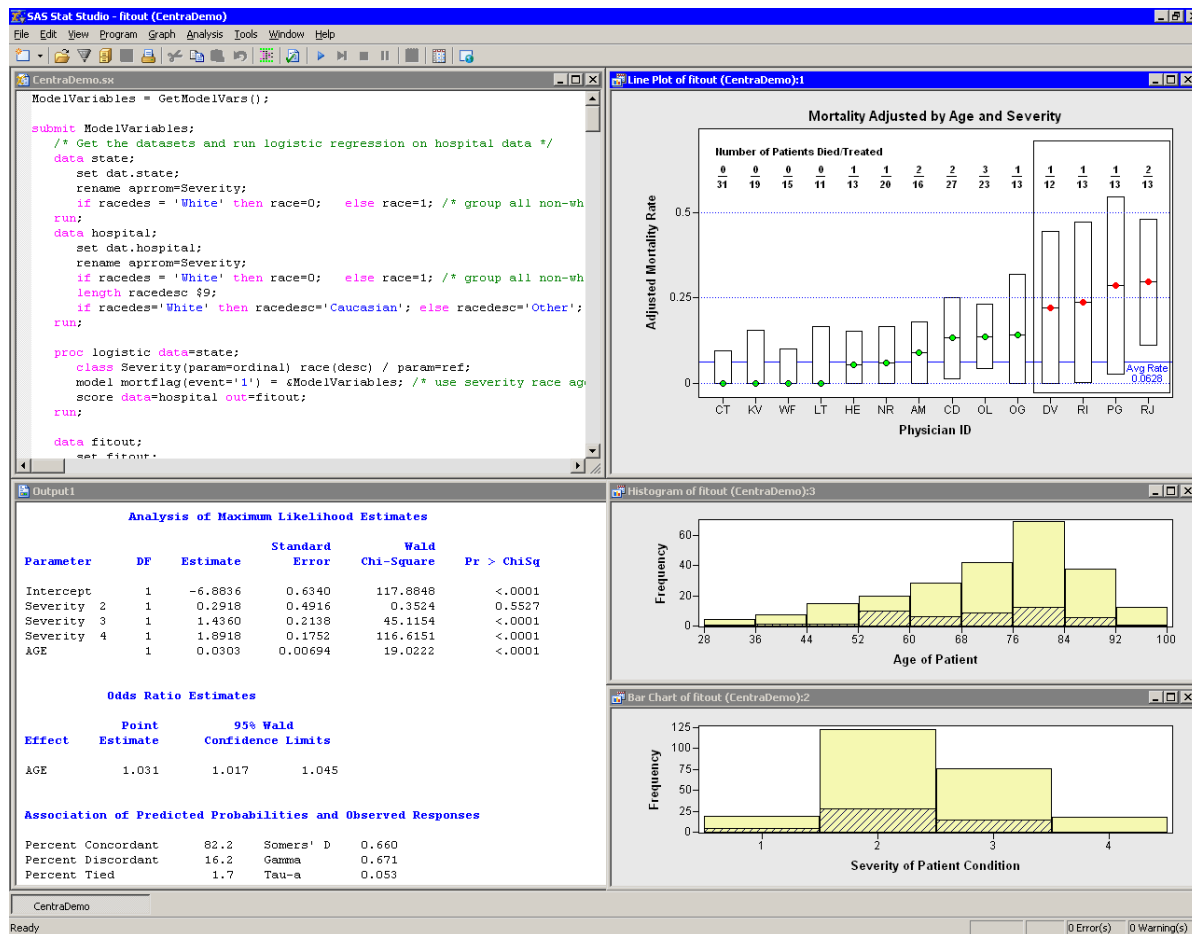 SAS Stat Studio - fitout (CentraDemo)
File Edit View Program Graph Analysis Tools Window Help
CentraDemo.sx
ModelVariables = GetModelVars();
submit ModelVariables;
/* Get the datasets and run logistic regression on hospital data */
data state;
set dat.state;
rename aprrom=Severity;
if racedes = 'White' then race=0; else race=1; /* group all non-wh
run;
data hospital;
set dat.hospital;
rename aprrom=Severity;
if racedes = 'White' then race=0; else race=1; /* group all non-wh
length racedesc $9;
if racedes='White' then racedesc='Caucasian'; else racedesc='Other';
run;
proc logistic data=state;
class Severity(param=ordinal) race(desc) / param=ref;
model mortflag(event='1') = &ModelVariables; /* use severity race age
score data=hospital out=fitout;
run;
data fitout;
set fitout;
Line Plot of fitout (CentraDemo):1
Mortality Adjusted by Age and Severity
Number of Patients Died/Treated
0 0 0 0 1 1 2 2 3 1 1 1 1 2
31 19 15 11 13 20 16 27 23 13 12 13 13 13
Adjusted Mortality Rate
0.5
0.25
0
Avg Rate
0.0628
CT KV WF LT HE NR AM CD OL OG DV RI PG RJ
Physician ID
Output1
Analysis of Maximum Likelihood Estimates
Standard Wald
Parameter DF Estimate Error Chi-Square Pr > ChiSq
Intercept 1 -6.8836 0.6340 117.8848 <.0001
Severity 2 1 0.2918 0.4916 0.3524 0.5527
Severity 3 1 1.4360 0.2138 45.1154 <.0001
Severity 4 1 1.8918 0.1752 116.6151 <.0001
AGE 1 0.0303 0.00694 19.0222 <.0001
Odds Ratio Estimates
Point 95% Wald
Effect Estimate Confidence Limits
AGE 1.031 1.017 1.045
Association of Predicted Probabilities and Observed Responses
Percent Concordant 82.2 Somers' D 0.660
Percent Discordant 16.2 Gamma 0.671
Percent Tied 1.7 Tau-a 0.053
Histogram of fitout (CentraDemo):3
Frequency
60
40
20
0
28 36 44 52 60 68 76 84 92 100
Age of Patient
Bar Chart of fitout (CentraDemo):2
Frequency
125
100
75
50
25
0
1 2 3 4
Severity of Patient Condition
CentraDemo
Ready
0 Error(s) 0 Warning(s)